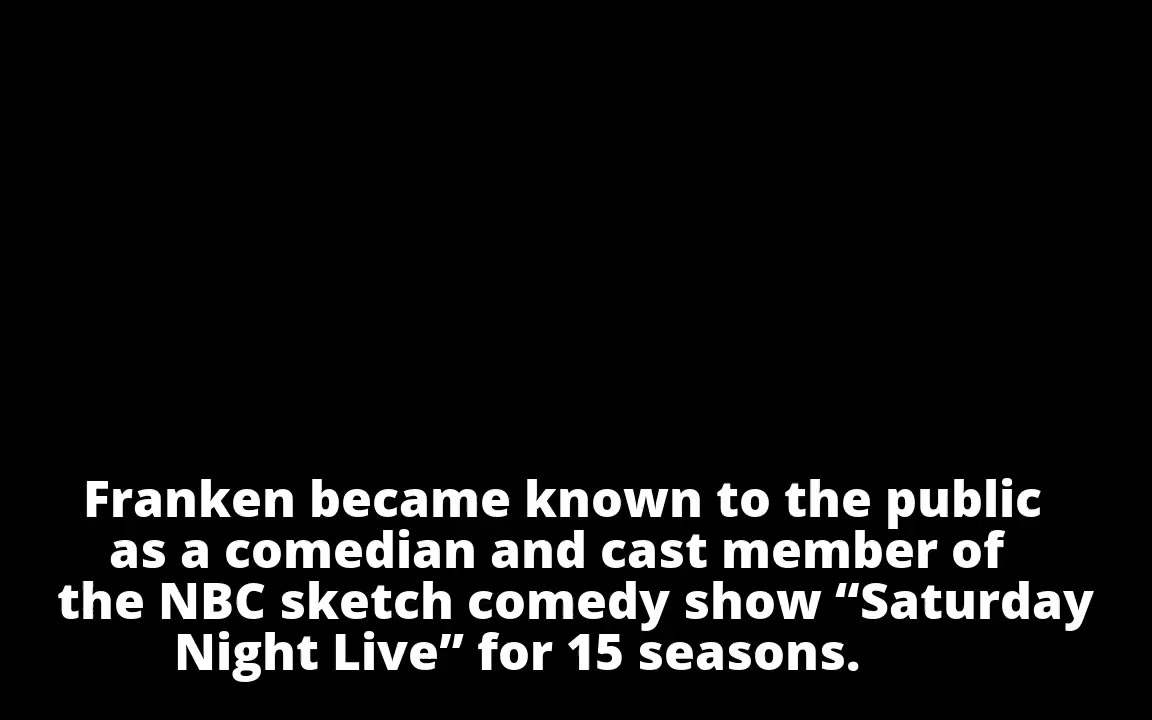 Franken became known to the public
as a comedian and cast member of
the NBC sketch comedy show “Saturday
Night Live” for 15 seasons.